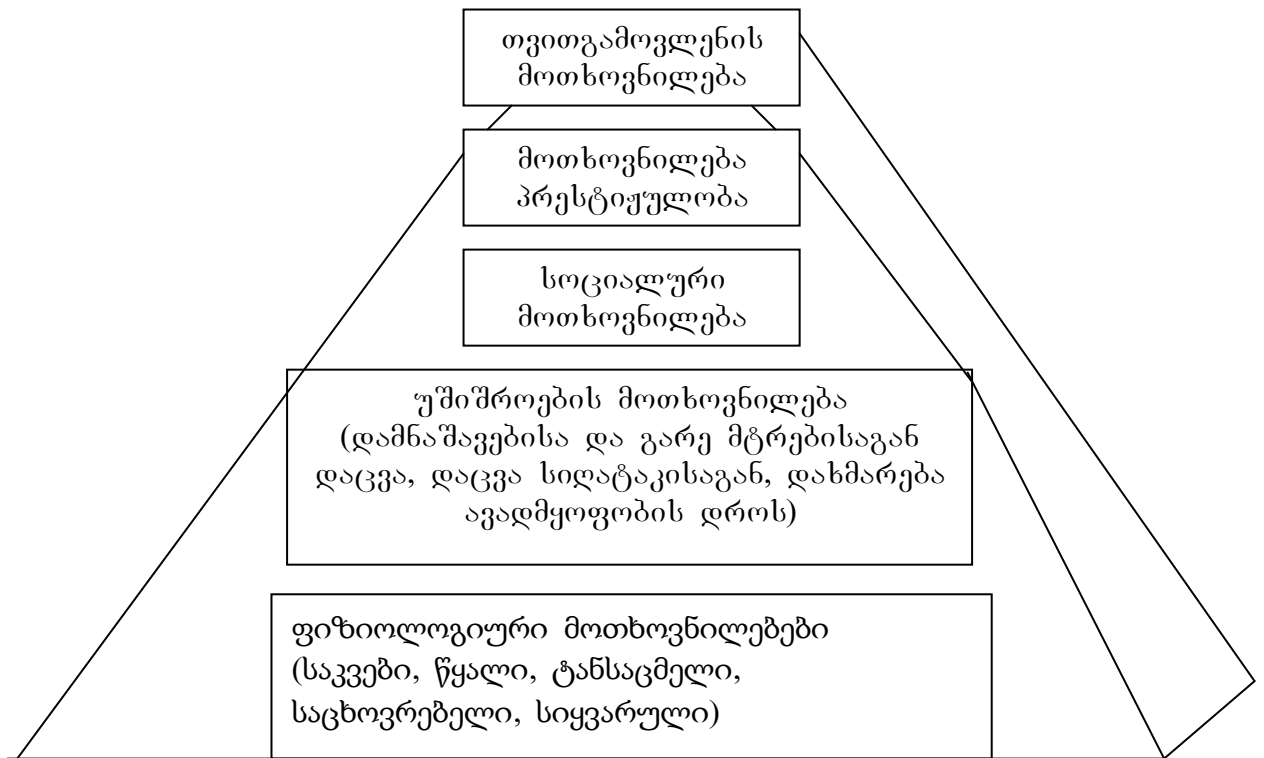 თვითგამოვლენის
მოთხოვნილება
მოთხოვნილება
პრესტიჟულობა
სოციალური
მოთხოვნილება
უშიშროების მოთხოვნილება
(დამნაშავებისა და გარე მტრებისაგან
დაცვა, დაცვა სიღატაკისაგან, დახმარება
ავადმყოფობის დროს)
ფიზიოლოგიური მოთხოვნილებები
(საკვები, წყალი, ტანსაცმელი,
საცხოვრებელი, სიყვარული)